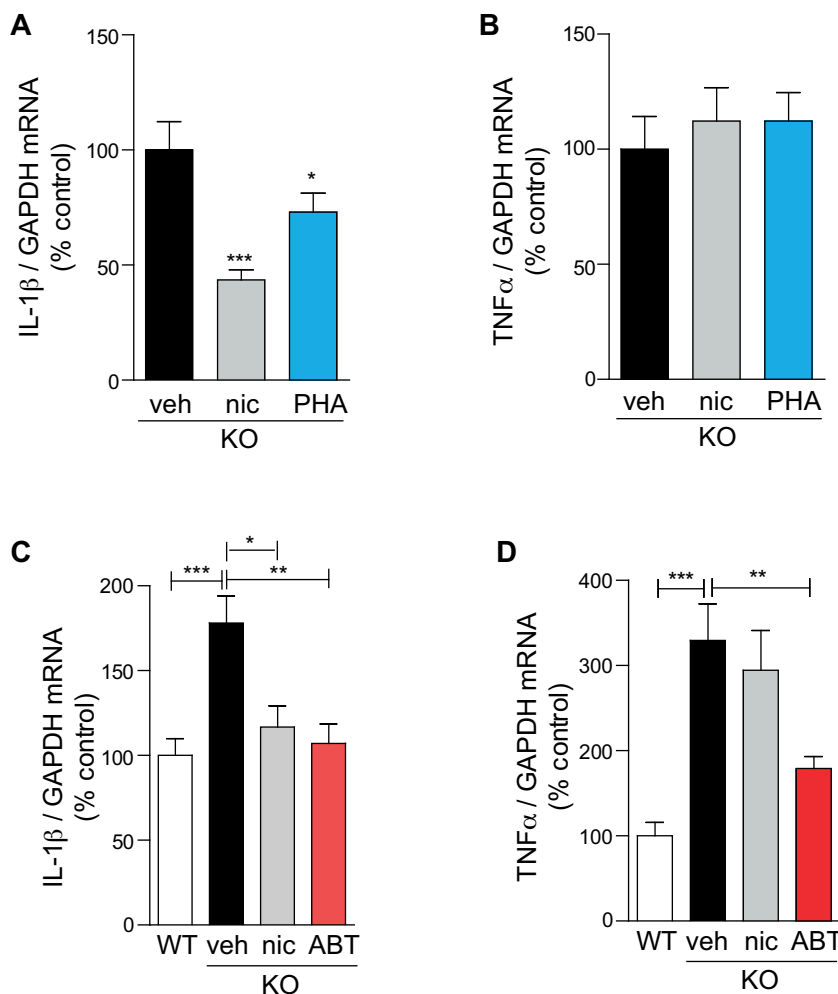 A
IL-1β / GAPDH mRNA
(% control)
150
100
50
0
*
***
veh nic PHA
KO
B
TNFα / GAPDH mRNA
(% control)
150
100
50
0
veh nic PHA
KO
C
IL-1β / GAPDH mRNA
(% control)
200
150
100
50
0
*
*** **
WT veh nic ABT
KO
D
TNFα / GAPDH mRNA
(% control)
400
300
200
100
0
*** **
WT veh nic ABT
KO